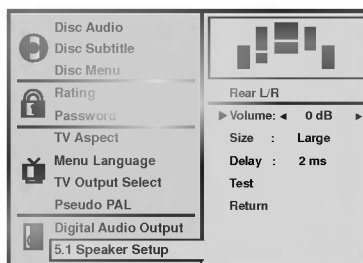 Disc Audio
Disc Subtitle
Disc Menu
Rating
Password
TV Aspect
Menu Language
TV Output Select
Pseudo PAL
Digital Audio Output
5.1 Speaker Setup
Rear L/R
Volume: 0 dB
Size : Large
Delay : 2 ms
Test
Return